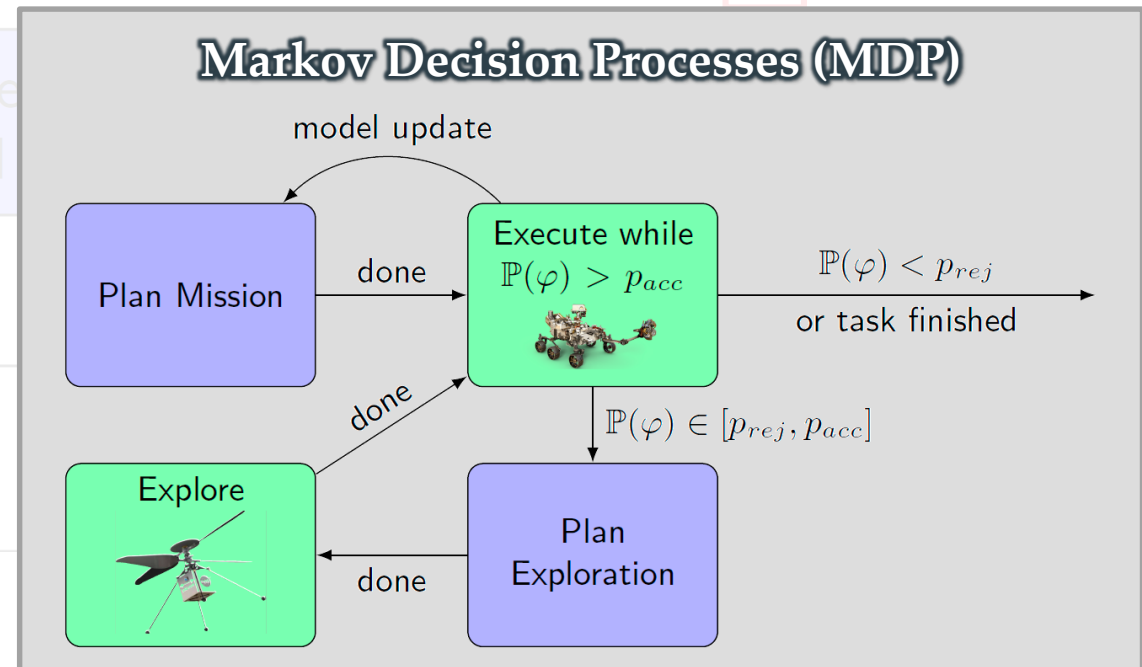 Markov Decision Processes (MDP)
model update
Plan Mission
done
Execute while
ℙ(φ) > p_acc
ℙ(φ) < p_rej
or task finished
done
ℙ(φ) ∈ [p_rej, p_acc]
Explore
done
Plan
Exploration